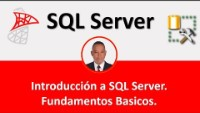 SQL Server
Introducción a SQL Server.
Fundamentos Basicos.